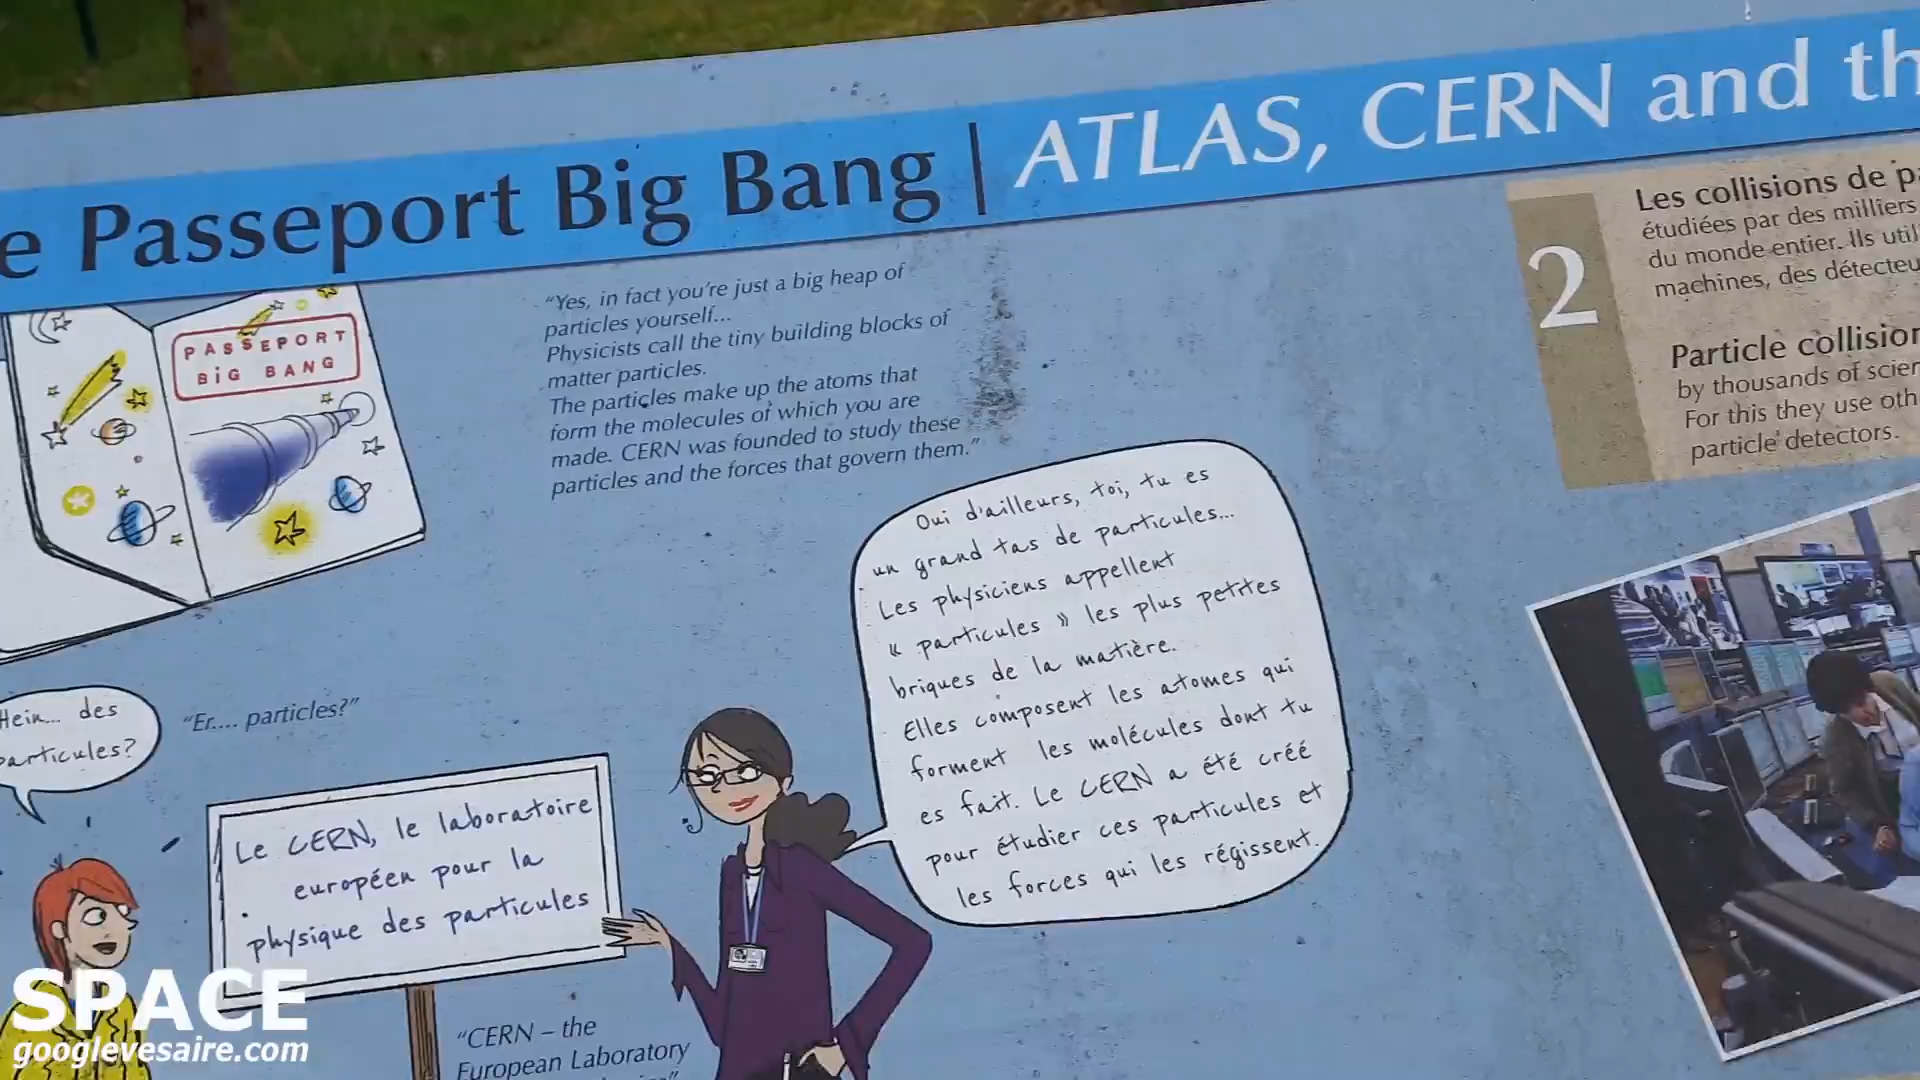 e Passeport Big Bang | ATLAS, CERN and th
PASSEPORT
BiG BANG
"Yes, in fact you're just a big heap of
particles yourself...
Physicists call the tiny building blocks of
matter particles.
The particles make up the atoms that
form the molecules of which you are
made. CERN was founded to study these
particles and the forces that govern them."
Oui d'ailleurs, toi, tu es
un grand tas de particules...
Les physiciens appellent
« particules » les plus petites
briques de la matière.
Elles composent les atomes qui
forment les molécules dont tu
es fait. Le CERN a été créé
pour étudier ces particules et
les forces qui les régissent.
Hein... des
particules?
"Er.... particles?"
Le CERN, le laboratoire
européen pour la
physique des particules
"CERN – the
European Laboratory
2
Les collisions de pa
étudiées par des milliers
du monde entier. Ils util
machines, des détecteu
Particle collision
by thousands of scien
For this they use oth
particle detectors.
SPACE
googlevesaire.com